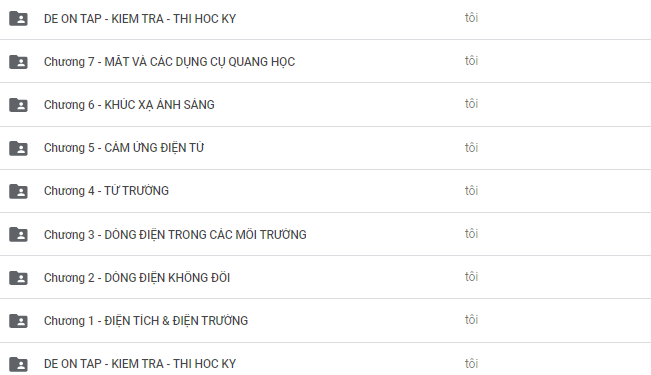 DE ON TAP - KIEM TRA - THI HOC KY tôi
Chương 7 - MẮT VÀ CÁC DỤNG CỤ QUANG HỌC tôi
Chương 6 - KHÚC XẠ ÁNH SÁNG tôi
Chương 5 - CẢM ỨNG ĐIỆN TỪ tôi
Chương 4 - TỪ TRƯỜNG tôi
Chương 3 - DÒNG ĐIỆN TRONG CÁC MÔI TRƯỜNG tôi
Chương 2 - DÒNG ĐIỆN KHÔNG ĐỔI tôi
Chương 1 - ĐIỆN TÍCH & ĐIỆN TRƯỜNG tôi
DE ON TAP - KIEM TRA - THI HOC KY tôi